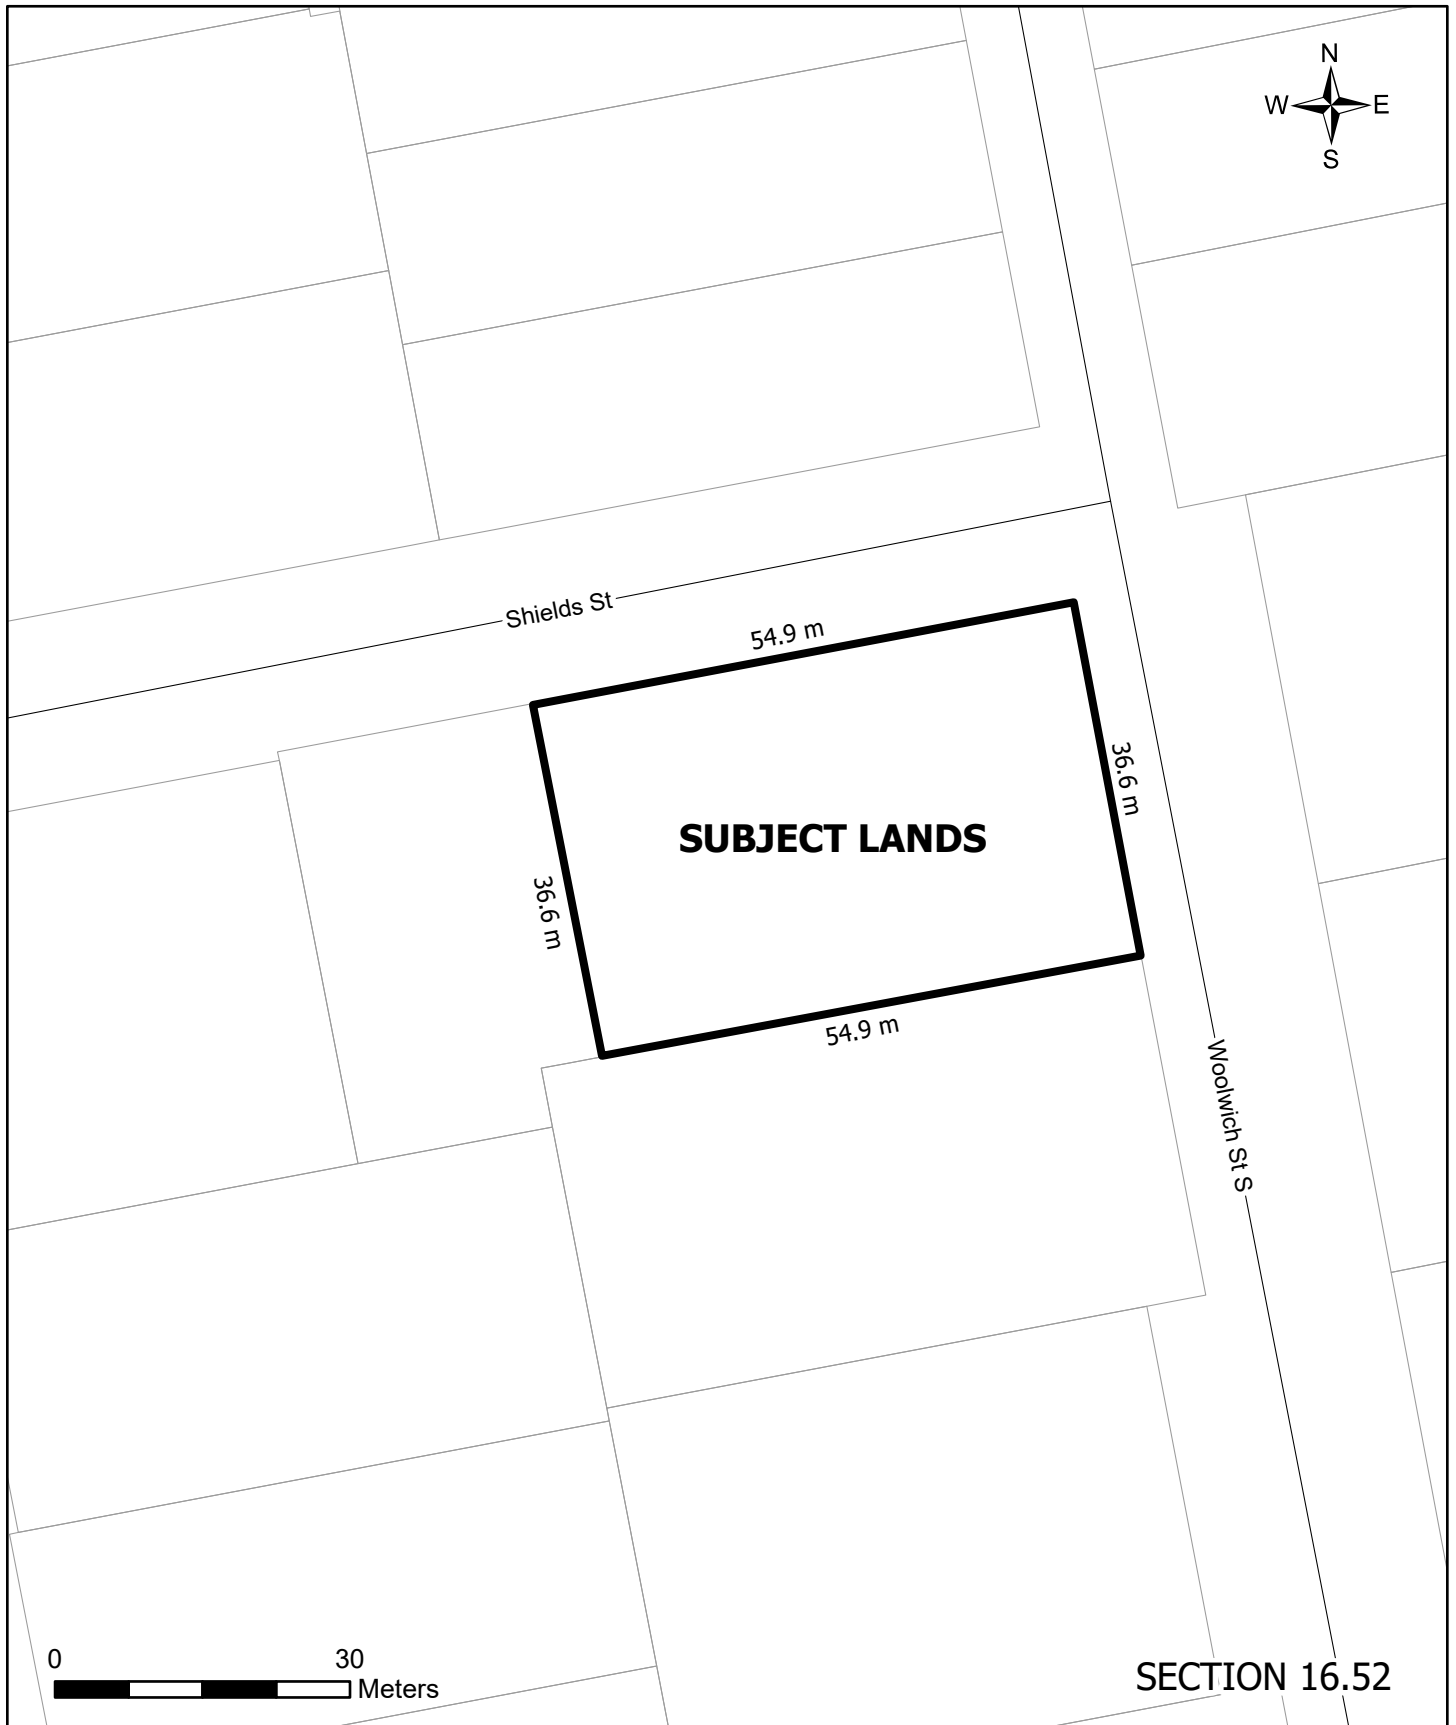 N
W E
S
Shields St
54.9 m
36.6 m
SUBJECT LANDS
36.6 m
54.9 m
Woolwich St S
0 30
Meters
SECTION 16.52